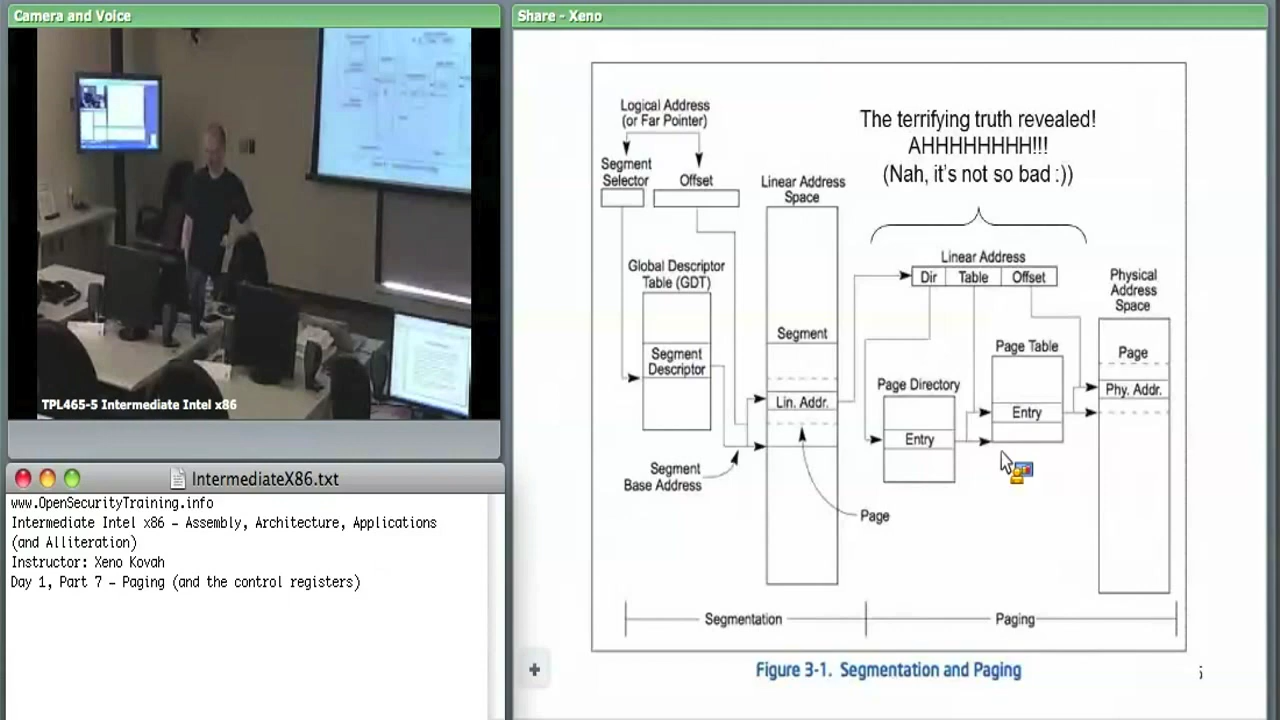 Camera and Voice
TPL465-5 Intermediate Intel x86
IntermediateX86.txt
www.OpenSecurityTraining.info
Intermediate Intel x86 – Assembly, Architecture, Applications
(and Alliteration)
Instructor: Xeno Kovah
Day 1, Part 7 – Paging (and the control registers)
Share - Xeno
Logical Address
(or Far Pointer)
Segment
Selector
Offset
Linear Address
Space
The terrifying truth revealed!
AHHHHHHHH!!!
(Nah, it's not so bad :))
Global Descriptor
Table (GDT)
Segment
Descriptor
Segment
Lin. Addr.
Segment
Base Address
Page
Linear Address
Dir
Table
Offset
Page Directory
Entry
Page Table
Entry
Physical
Address
Space
Page
Phy. Addr.
Segmentation
Paging
Figure 3-1. Segmentation and Paging